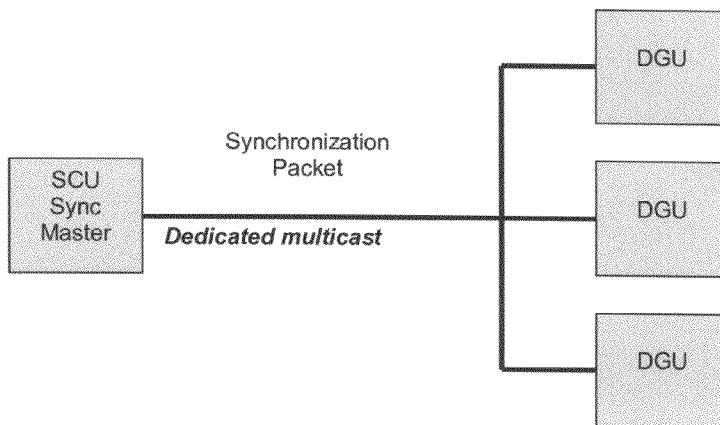 DGU
Synchronization
Packet
SCU
Sync
Master
Dedicated multicast
DGU
DGU